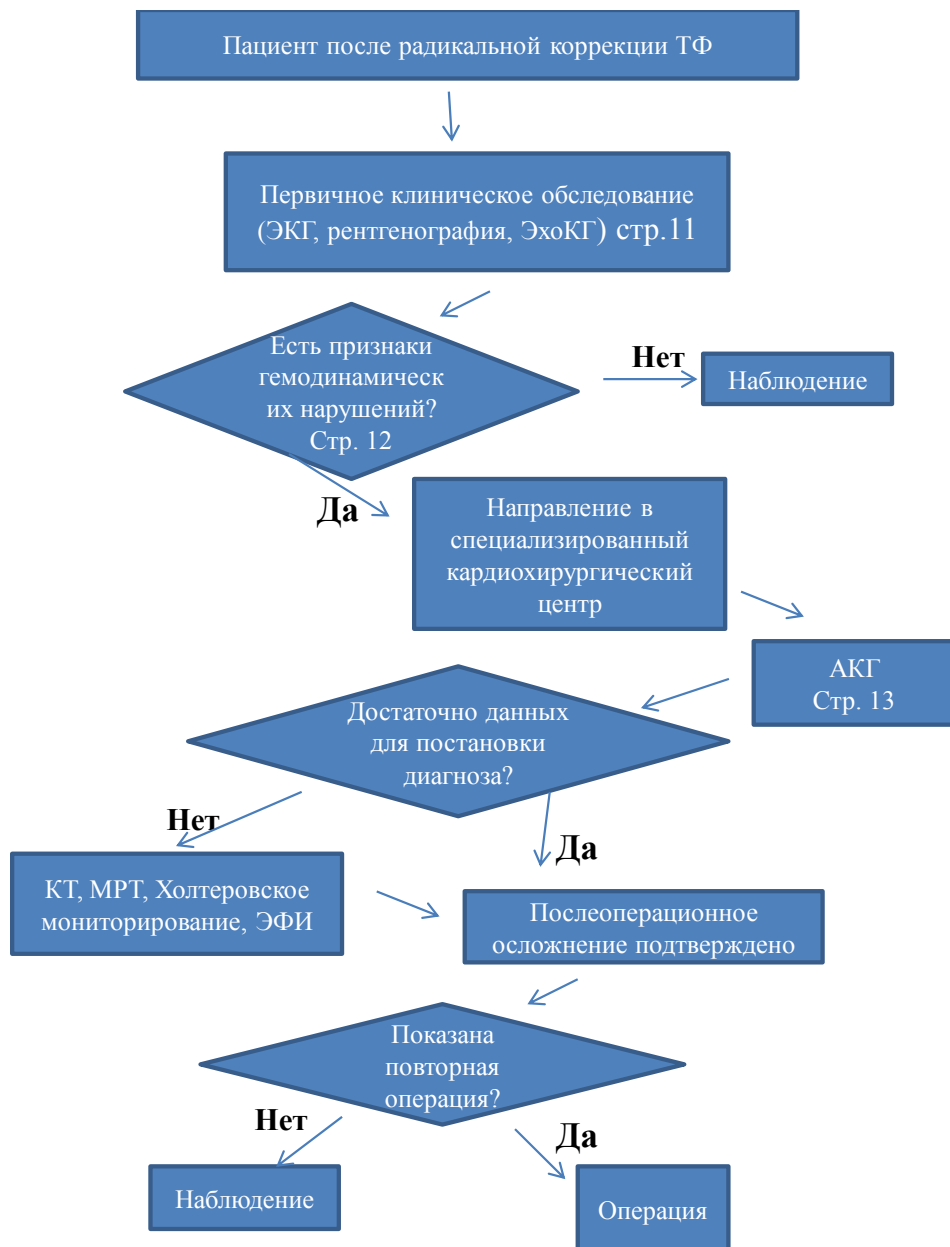 Пациент после радикальной коррекции ТФ
Первичное клиническое обследование
(ЭКГ, рентгенография, ЭхоКГ) стр.11
Есть признаки
гемодинамическ
их нарушений?
Стр. 12
Нет
Наблюдение
Да
Направление в
специализированный
кардиохирургический
центр
АКГ
Стр. 13
Достаточно данных
для постановки
диагноза?
Нет
Да
КТ, МРТ, Холтеровское
мониторирование, ЭФИ
Послеоперационное
осложнение подтверждено
Показана
повторная
операция?
Нет
Да
Наблюдение
Операция